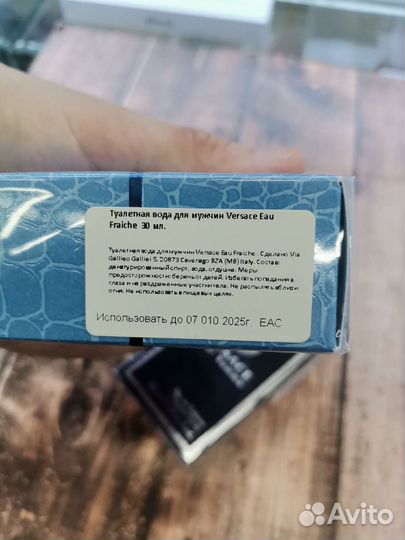 Туалетная вода для мужчин Versace Eau
Fraiche 30 мл.
Туалетная вода для мужчин Versace Eau Fraiche. Сделано Via
Galileo Galilei 5, 20873 Cavenago BZA (MB) Italy. Состав:
денатурированный спирт, вода, отдушка. Меры
предосторожности: беречь от детей. Избегать попадания в
глаза и на раздраженные участки тела. Не распылять вблизи
огня. Не использовать в пищевых целях.
Использовать до 07 010 2025г. EAC
Avito